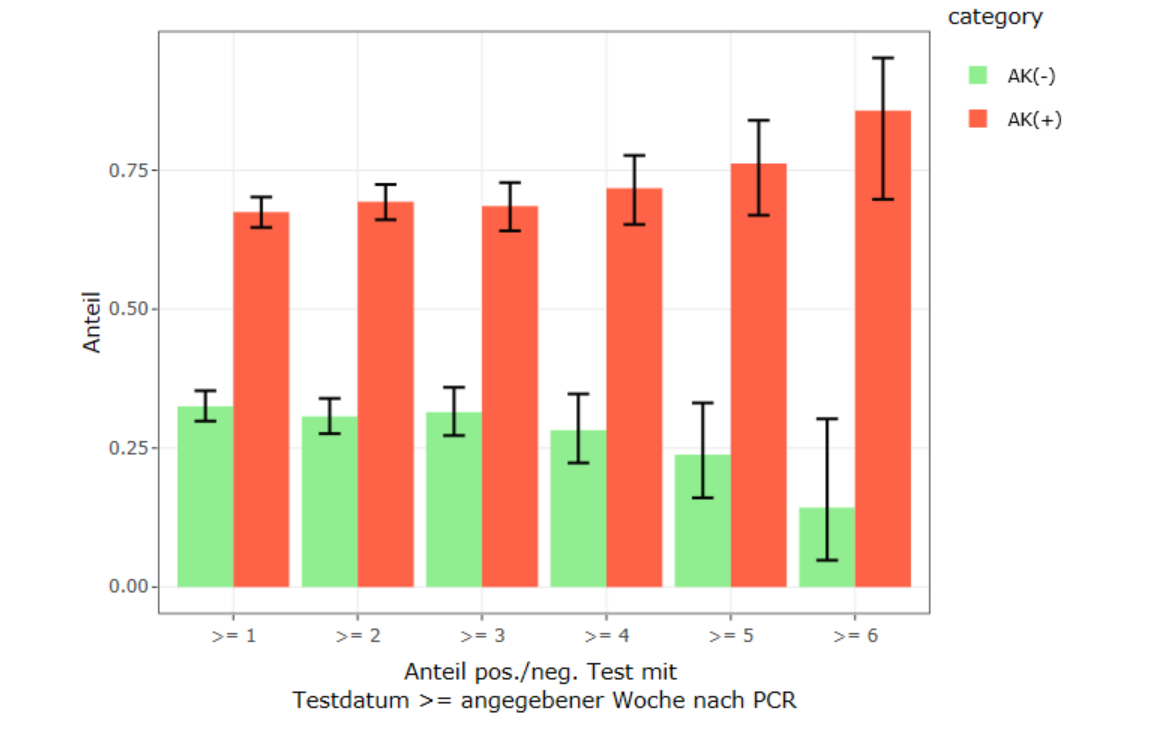 category
AK(-)
AK(+)
Anteil
0.75
0.50
0.25
0.00
>= 1
>= 2
>= 3
>= 4
>= 5
>= 6
Anteil pos./neg. Test mit
Testdatum >= angegebener Woche nach PCR